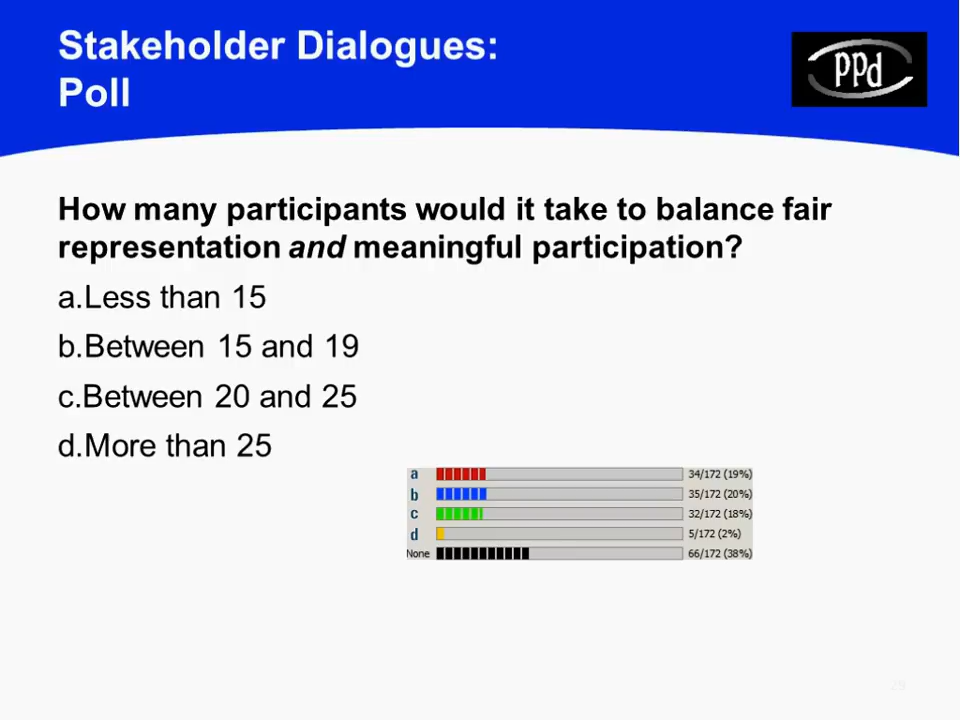 Stakeholder Dialogues:
Poll
PPd
How many participants would it take to balance fair
representation and meaningful participation?
a.Less than 15
b.Between 15 and 19
c.Between 20 and 25
d.More than 25
a 34/172 (19%)
b 35/172 (20%)
c 32/172 (18%)
d 5/172 (2%)
None 66/172 (38%)
29